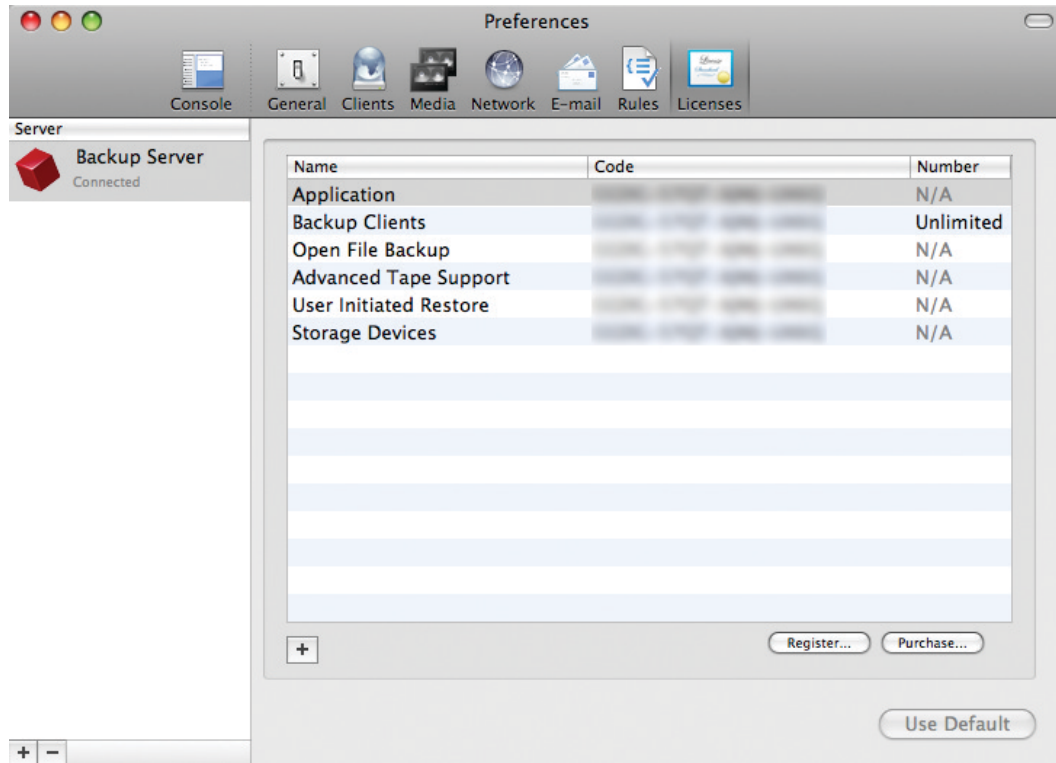 Preferences
Console General Clients Media Network E-mail Rules Licenses
Server
Backup Server
Connected
Name Code Number
Application N/A
Backup Clients Unlimited
Open File Backup N/A
Advanced Tape Support N/A
User Initiated Restore N/A
Storage Devices N/A
+ Register... Purchase...
Use Default
+ −